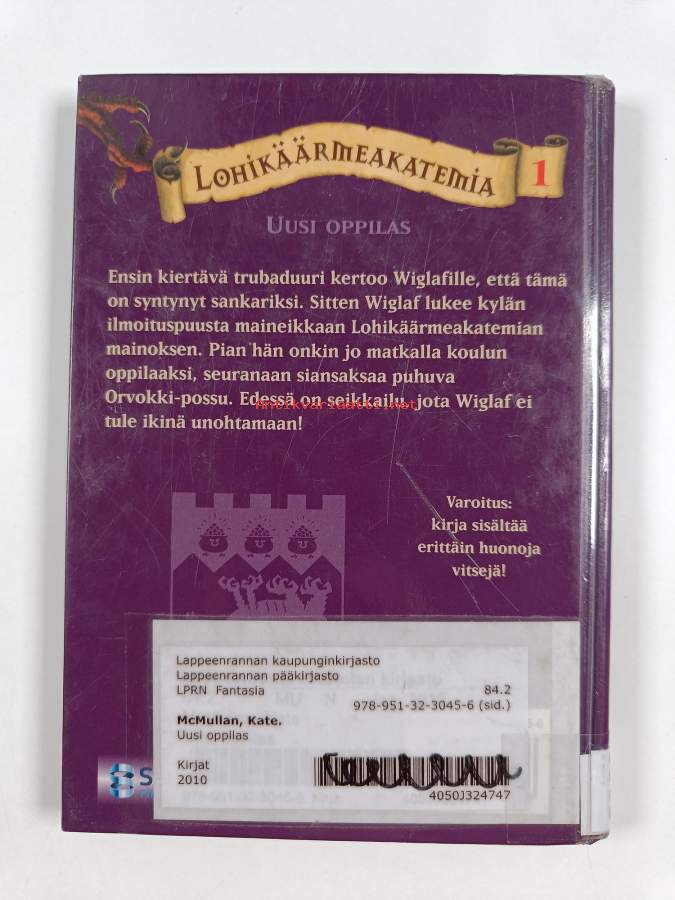 LOHIKÄÄRMEAKATEMIA 1
UUSI OPPILAS
Ensin kiertävä trubaduuri kertoo Wiglafille, että tämä
on syntynyt sankariksi. Sitten Wiglaf lukee kylän
ilmoituspuusta maineikkaan Lohikäärmeakatemian
mainoksen. Pian hän onkin jo matkalla koulun
oppilaaksi, seuranaan siansaksaa puhuva
Orvokki-possu. Edessä on seikkailu, jota Wiglaf ei
Antikvariaatti.net
tule ikinä unohtamaan!
Varoitus:
kirja sisältää
erittäin huonoja
vitsejä!
Lappeenrannan kaupunginkirjasto
Lappeenrannan pääkirjasto
LPRN Fantasia 84.2
978-951-32-3045-6 (sid.)
McMullan, Kate.
Uusi oppilas
Kirjat
2010
4050J324747
S